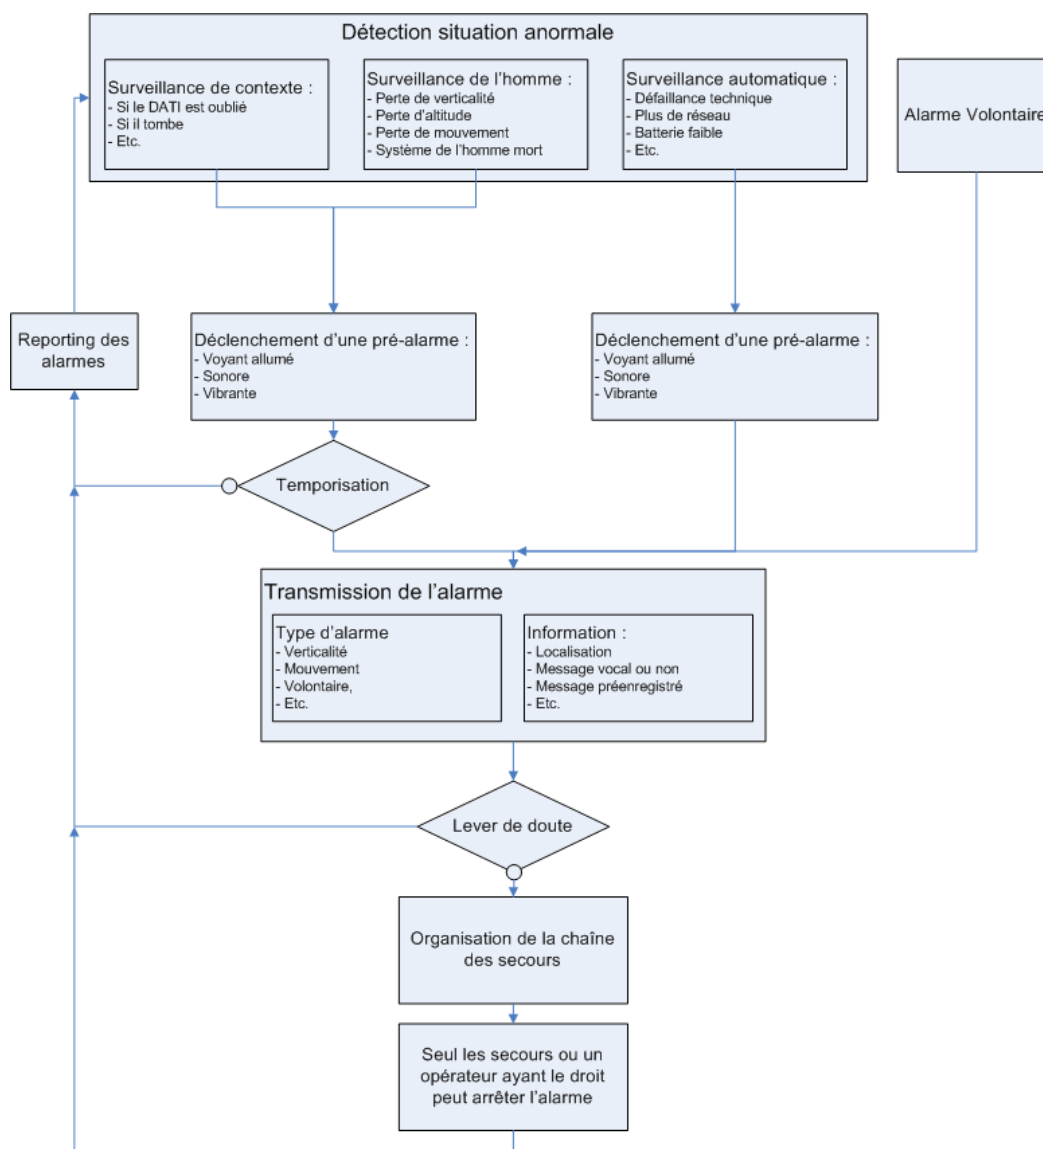 Détection situation anormale
Surveillance de contexte :
- Si le DATI est oublié
- Si il tombe
- Etc.
Surveillance de l'homme :
- Perte de verticalité
- Perte d'altitude
- Perte de mouvement
- Système de l'homme mort
Surveillance automatique :
- Défaillance technique
- Plus de réseau
- Batterie faible
- Etc.
Alarme Volontaire
Reporting des
alarmes
Déclenchement d'une pré-alarme :
- Voyant allumé
- Sonore
- Vibrante
Déclenchement d'une pré-alarme :
- Voyant allumé
- Sonore
- Vibrante
Temporisation
Transmission de l'alarme
Type d'alarme
- Verticalité
- Mouvement
- Volontaire,
- Etc.
Information :
- Localisation
- Message vocal ou non
- Message préenregistré
- Etc.
Lever de doute
Organisation de la chaîne
des secours
Seul les secours ou un
opérateur ayant le droit
peut arrêter l'alarme